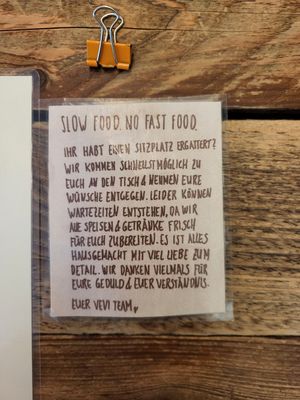 SLOW FOOD. NO FAST FOOD.
IHR HABT EINEN SITZPLATZ ERGATTERT?
WIR KOMMEN SCHNELLSTMÖGLICH ZU
EUCH AN DEN TISCH & NEHMEN EURE
WÜNSCHE ENTGEGEN. LEIDER KÖNNEN
WARTEZEITEN ENTSTEHEN, DA WIR
ALLE SPEISEN & GETRÄNKE FRISCH
FÜR EUCH ZUBEREITEN. ES IST ALLES
HAUSGEMACHT MIT VIEL LIEBE ZUM
DETAIL. WIR DANKEN VIELMALS FÜR
EURE GEDULD & EUER VERSTÄNDNIS.
EUER VEVI TEAM ♥